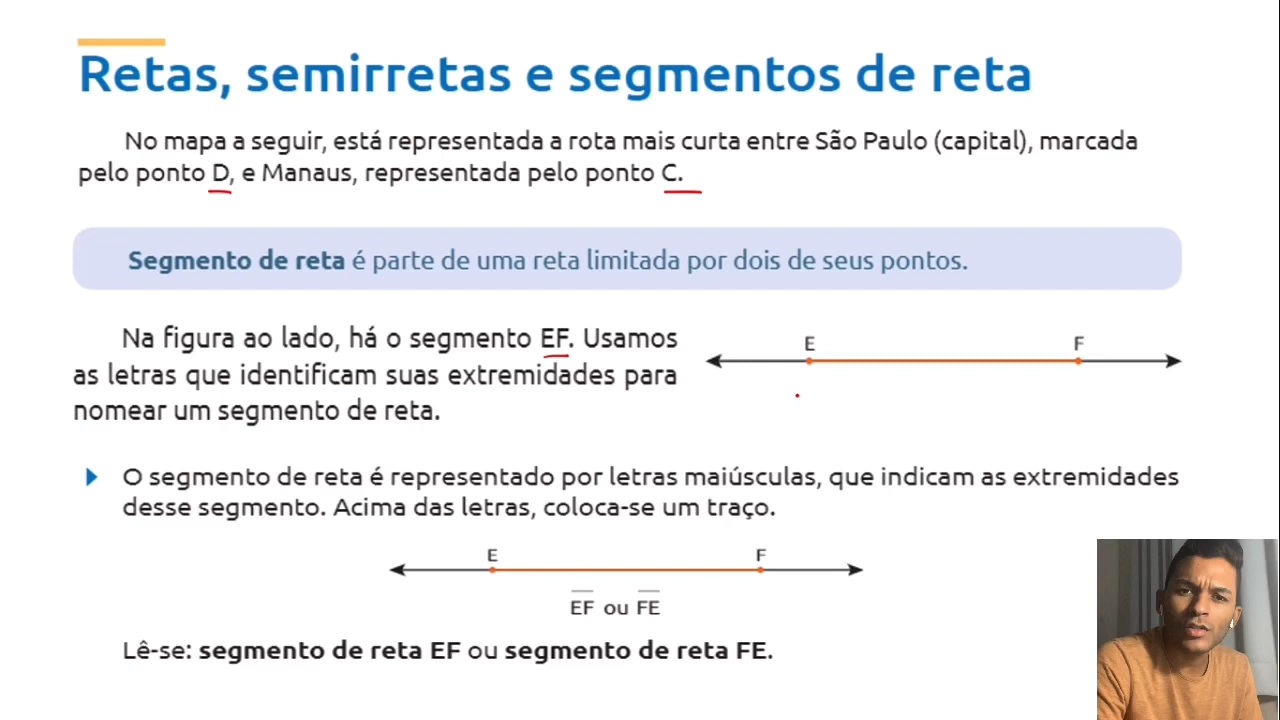 Retas, semirretas e segmentos de reta
No mapa a seguir, está representada a rota mais curta entre São Paulo (capital), marcada
pelo ponto D, e Manaus, representada pelo ponto C.
Segmento de reta é parte de uma reta limitada por dois de seus pontos.
Na figura ao lado, há o segmento EF. Usamos
as letras que identificam suas extremidades para
nomear um segmento de reta.
E F
O segmento de reta é representado por letras maiúsculas, que indicam as extremidades
desse segmento. Acima das letras, coloca-se um traço.
E F
E̅F̅ ou F̅E̅
Lê-se: segmento de reta EF ou segmento de reta FE.